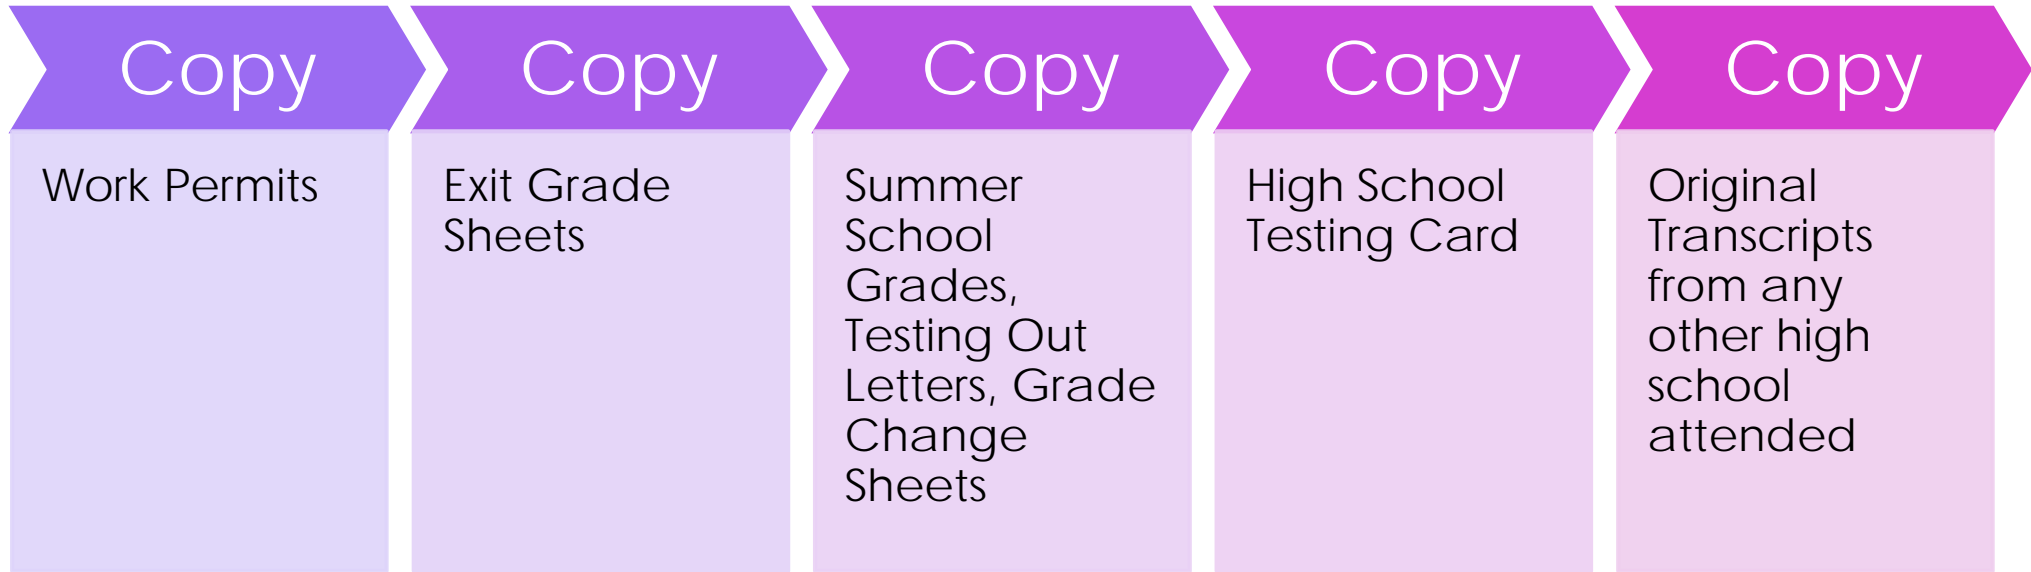 Copy
Work Permits
Copy
Exit Grade
Sheets
Copy
Summer
School
Grades,
Testing Out
Letters, Grade
Change
Sheets
Copy
High School
Testing Card
Copy
Original
Transcripts
from any
other high
school
attended